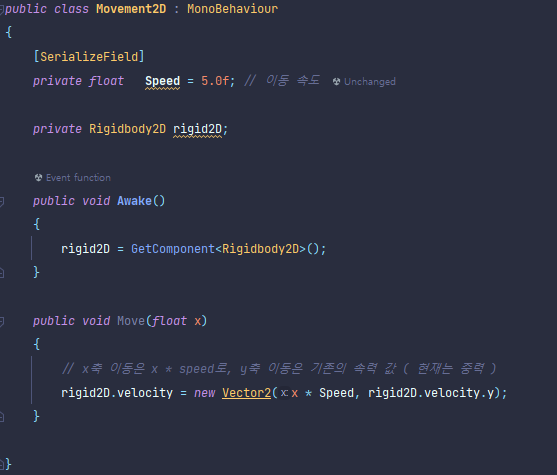 public class Movement2D : MonoBehaviour
{
[SerializeField]
private float Speed = 5.0f; // 이동 속도 Unchanged
private Rigidbody2D rigid2D;
Event function
public void Awake()
{
rigid2D = GetComponent<Rigidbody2D>();
}
public void Move(float x)
{
// x축 이동은 x * speed로, y축 이동은 기존의 속력 값 ( 현재는 중력 )
rigid2D.velocity = new Vector2(x: x * Speed, rigid2D.velocity.y);
}
}